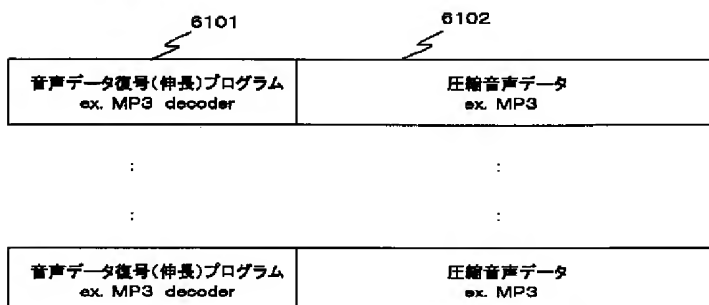 6101
6102
音声データ復号(伸長)プログラム
ex. MP3 decoder
圧縮音声データ
ex. MP3
:
:
:
:
音声データ復号(伸長)プログラム
ex. MP3 decoder
圧縮音声データ
ex. MP3